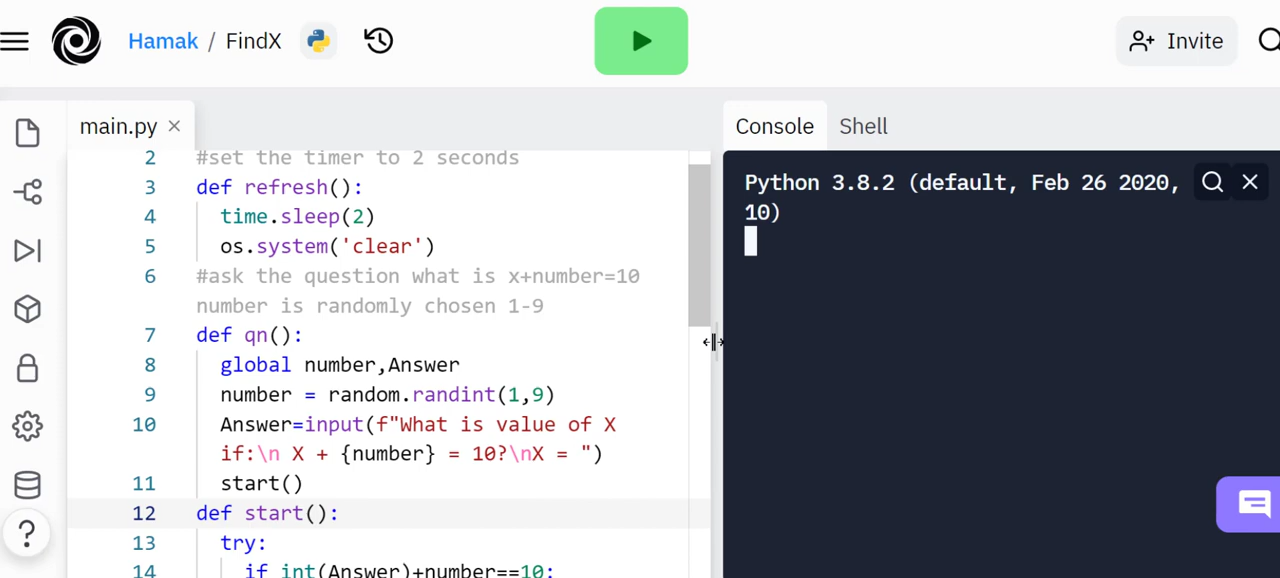 Hamak / FindX
Invite
main.py
2 #set the timer to 2 seconds
3 def refresh():
4 time.sleep(2)
5 os.system('clear')
6 #ask the question what is x+number=10
number is randomly chosen 1-9
7 def qn():
8 global number,Answer
9 number = random.randint(1,9)
10 Answer=input(f"What is value of X
if:\n X + {number} = 10?\nX = ")
11 start()
12 def start():
13 try:
14 if int(Answer)+number==10:
?
Console Shell
Python 3.8.2 (default, Feb 26 2020,
10)